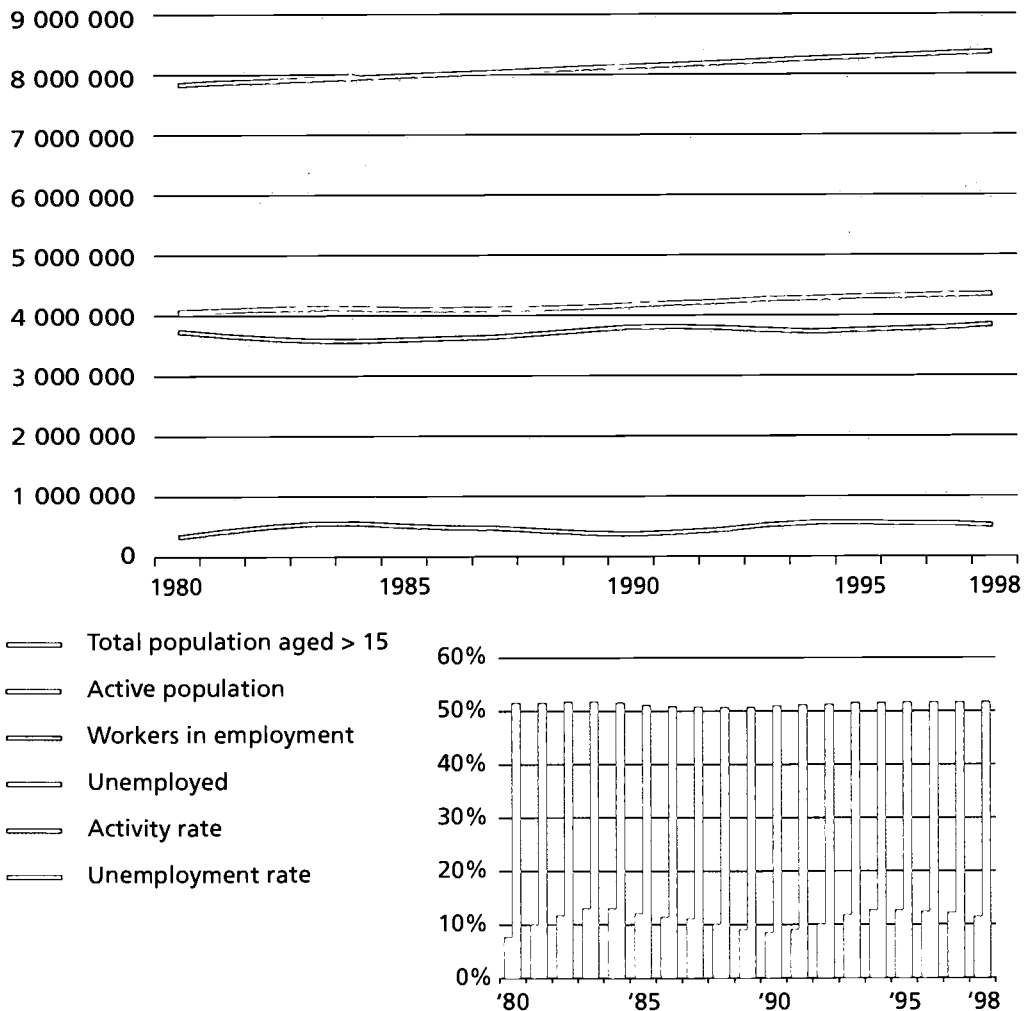 9 000 000
8 000 000
7 000 000
6 000 000
5 000 000
4 000 000
3 000 000
2 000 000
1 000 000
0
1980 1985 1990 1995 1998
Total population aged > 15
Active population
Workers in employment
Unemployed
Activity rate
Unemployment rate
60%
50%
40%
30%
20%
10%
0%
'80 '85 '90 '95 '98